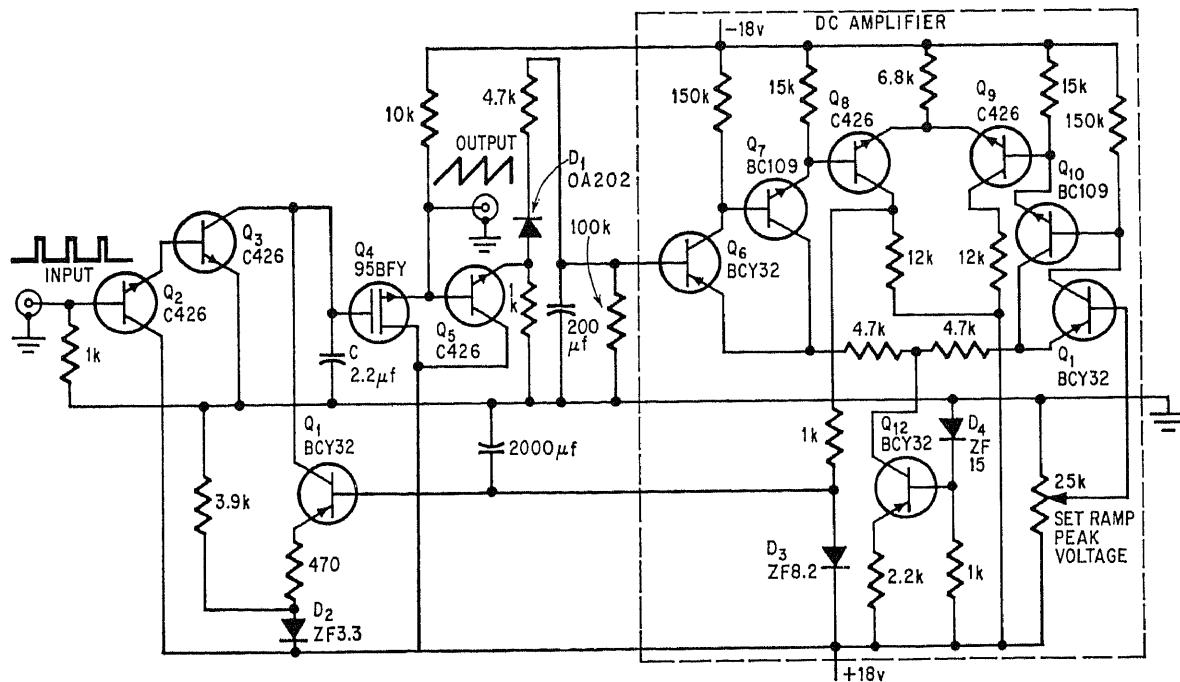 DC AMPLIFIER
-18v
10k
4.7k
OUTPUT
D1
OA202
150k
15k
Q8
C426
6.8k
Q9
C426
15k
150k
Q7
BC109
Q10
BC109
INPUT
Q3
C426
Q2
C426
1k
Q4
95BFY
Q5
C426
1k
100k
200
μf
Q6
BCY32
12k
12k
4.7k
4.7k
Q1
BCY32
C
2.2μf
Q1
BCY32
2000μf
3.9k
470
D2
ZF3.3
1k
Q12
BCY32
D4
ZF
15
25k
SET RAMP
PEAK
VOLTAGE
D3
ZF8.2
2.2k
1k
+18v